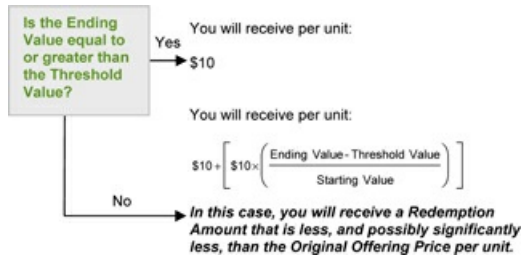 Is the Ending
Value equal to
or greater than
the Threshold
Value?
Yes
You will receive per unit:
$10
You will receive per unit:
$10 + [ $10 × ( Ending Value - Threshold Value
Starting Value ) ]
No
In this case, you will receive a Redemption
Amount that is less, and possibly significantly
less, than the Original Offering Price per unit.